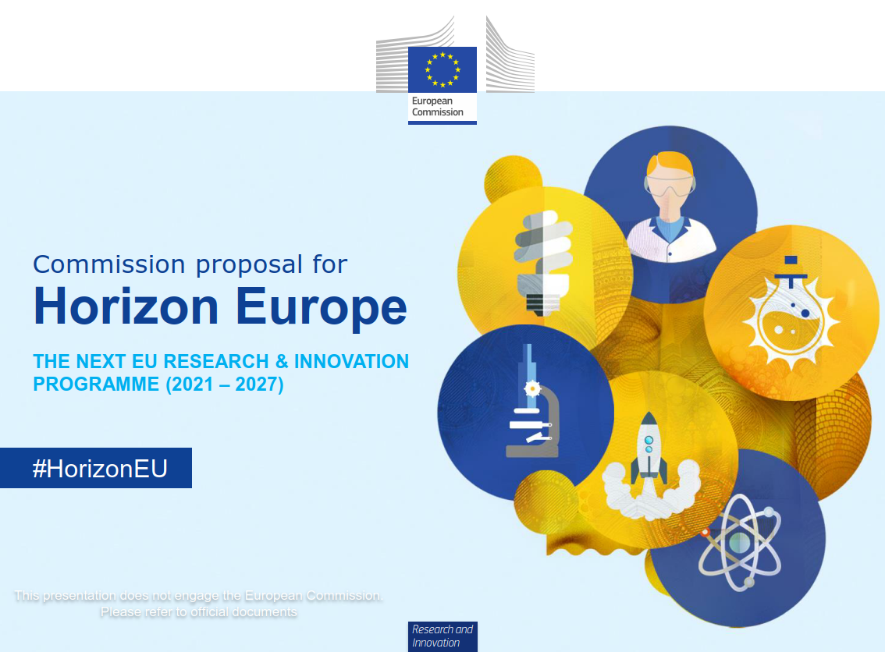 European
Commission
Commission proposal for
Horizon Europe
THE NEXT EU RESEARCH & INNOVATION
PROGRAMME (2021 – 2027)
#HorizonEU
This presentation does not engage the European Commission.
Please refer to official documents
Research and
Innovation